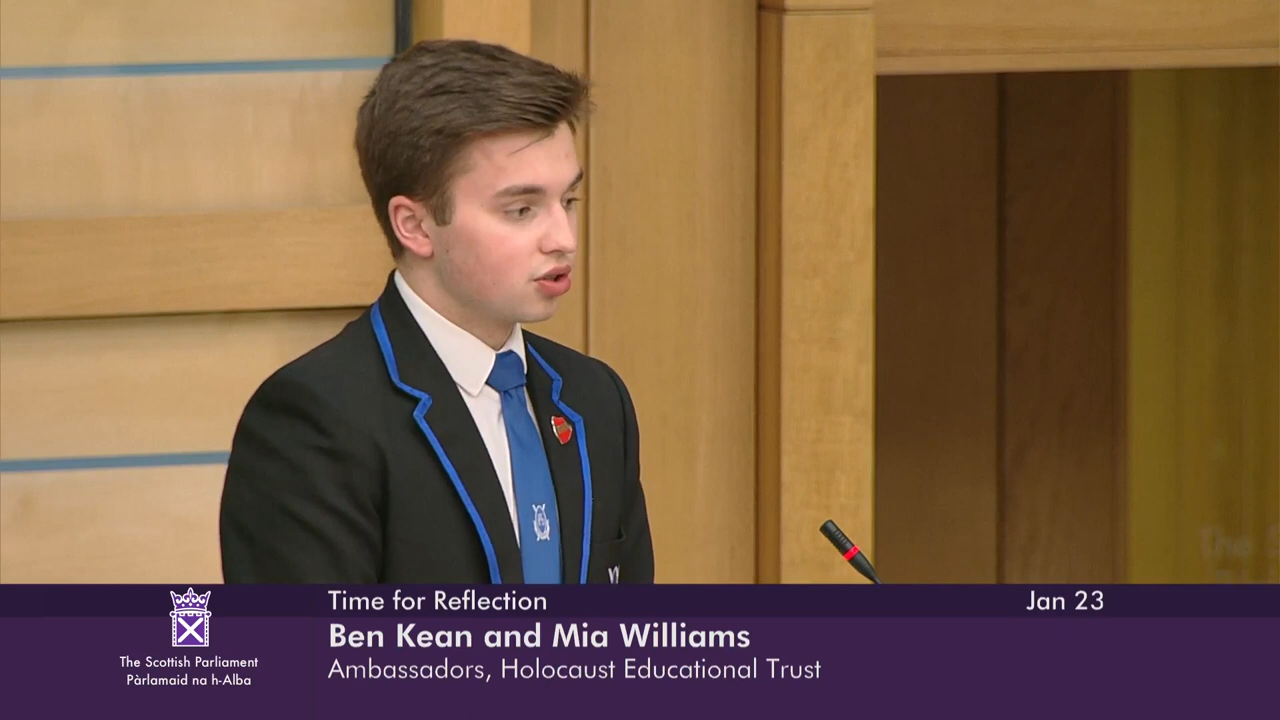 Time for Reflection
Jan 23
Ben Kean and Mia Williams
Ambassadors, Holocaust Educational Trust
The Scottish Parliament
Pàrlamaid na h-Alba